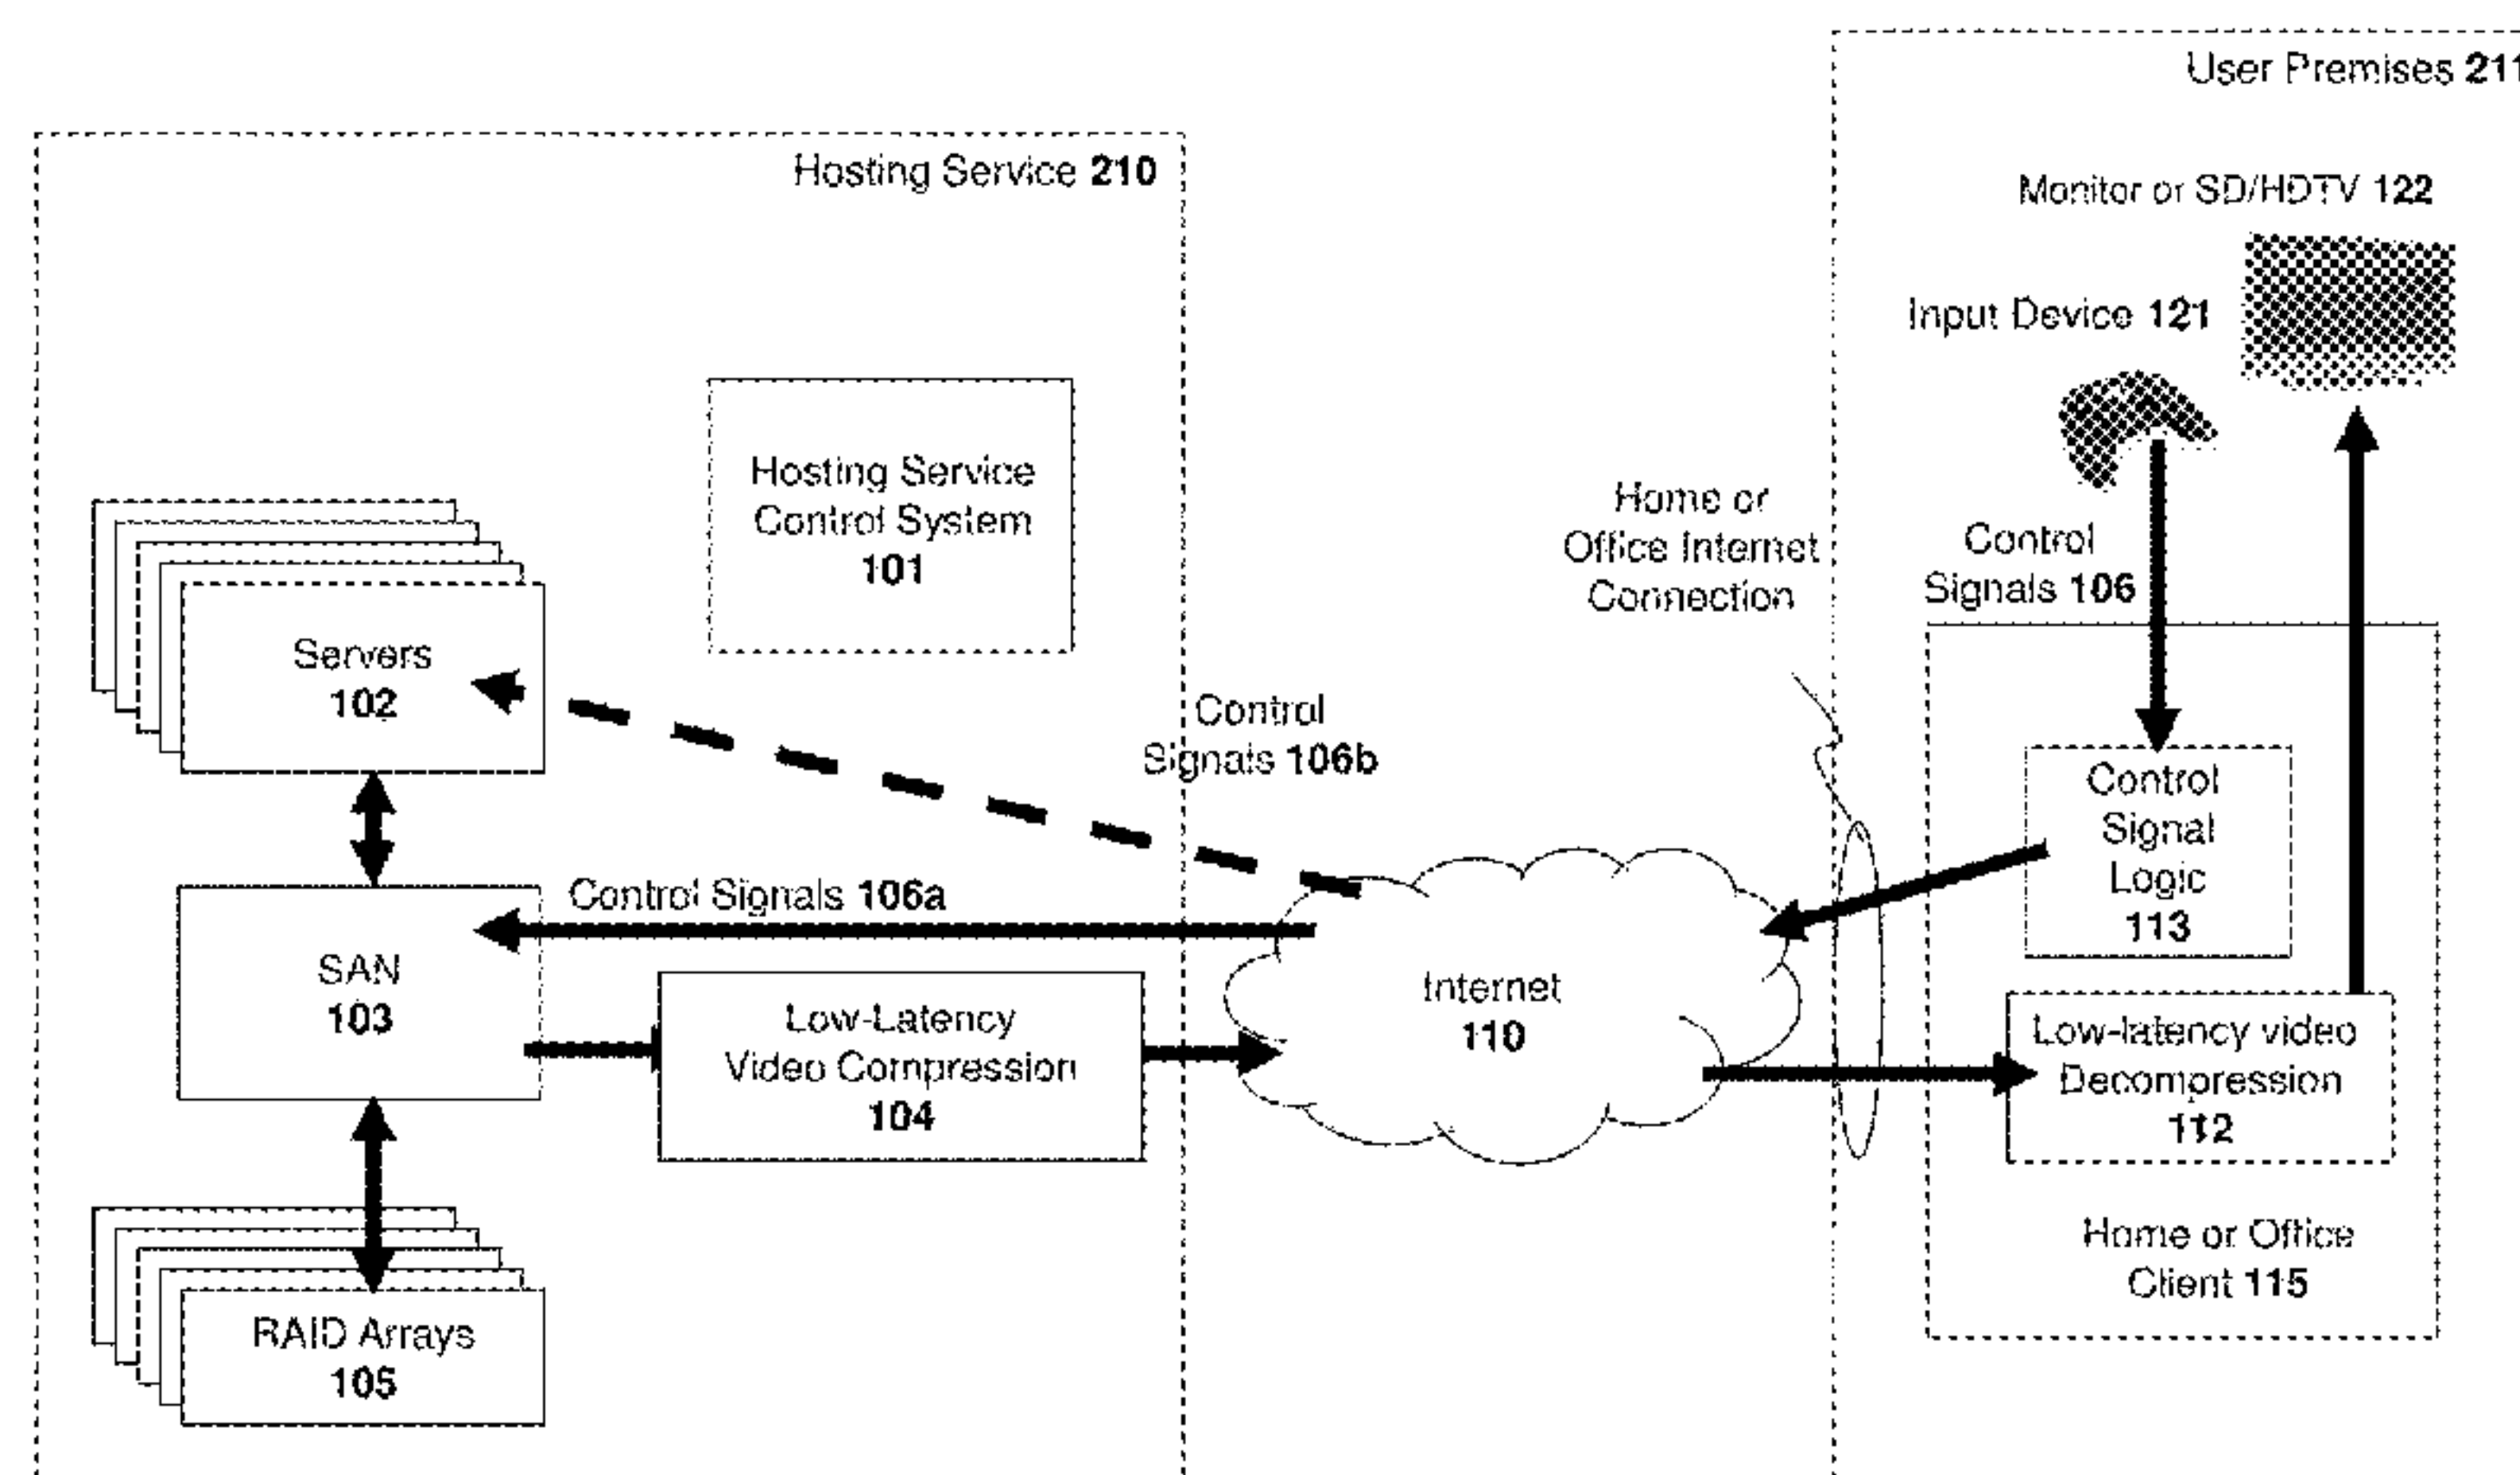 User Premises 211
Hosting Service 210
Monitor or SD/HDTV 122
Input Device 121
Hosting Service
Control System
101
Home or
Office Internet
Connection
Control
Signals 106
Servers
102
Control
Signals 106b
Control
Signal
Logic
113
Control Signals 106a
SAN
103
Low-Latency
Video Compression
104
Internet
110
Low-latency video
Decompression
112
Home or Office
Client 115
RAID Arrays
105